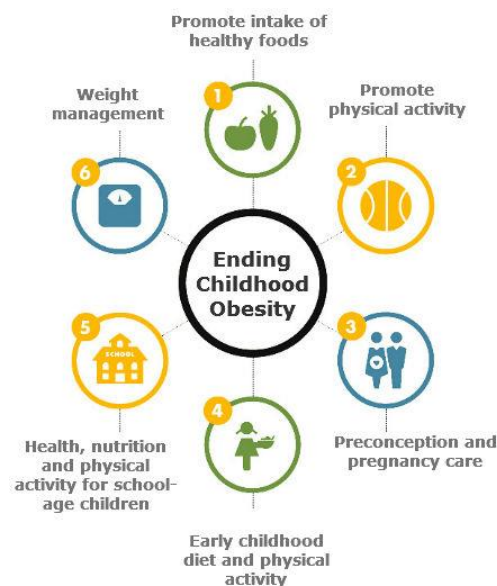 Promote intake of
healthy foods
1
Promote
physical activity
2
Preconception and
pregnancy care
3
Early childhood
diet and physical
activity
4
Health, nutrition
and physical
activity for school-
age children
5
SCHOOL
Weight
management
6
Ending
Childhood
Obesity